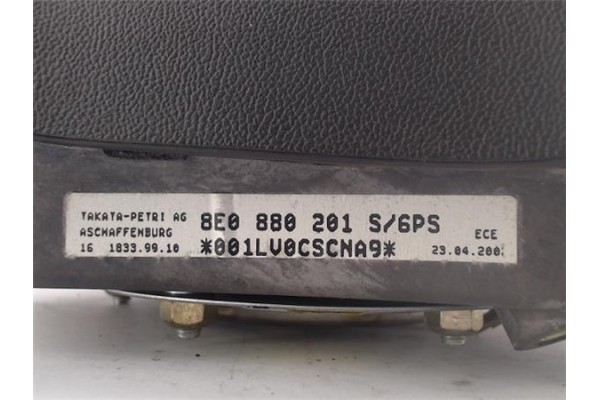 TAKATA-PETRI AG 8E0 880 201 S/6PS ECE
ASCHAFFENBURG
16 1833.99.10 *001LV0CSCNA9* 23.04.200